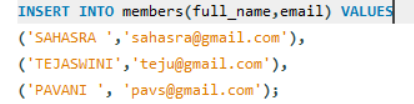 INSERT INTO members(full_name,email) VALUES
('SAHASRA ','sahasra@gmail.com'),
('TEJASWINI','teju@gmail.com'),
('PAVANI ', 'pavs@gmail.com');